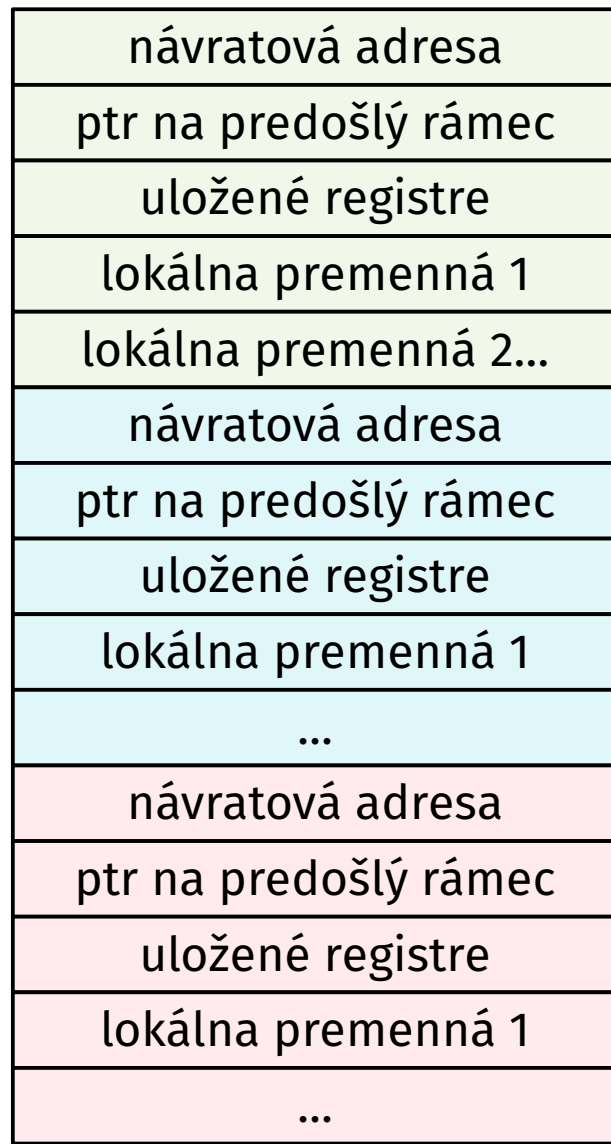 návratová adresa
ptr na predošlý rámec
uložené registre
lokálna premenná 1
lokálna premenná 2...
návratová adresa
ptr na predošlý rámec
uložené registre
lokálna premenná 1
...
návratová adresa
ptr na predošlý rámec
uložené registre
lokálna premenná 1
...